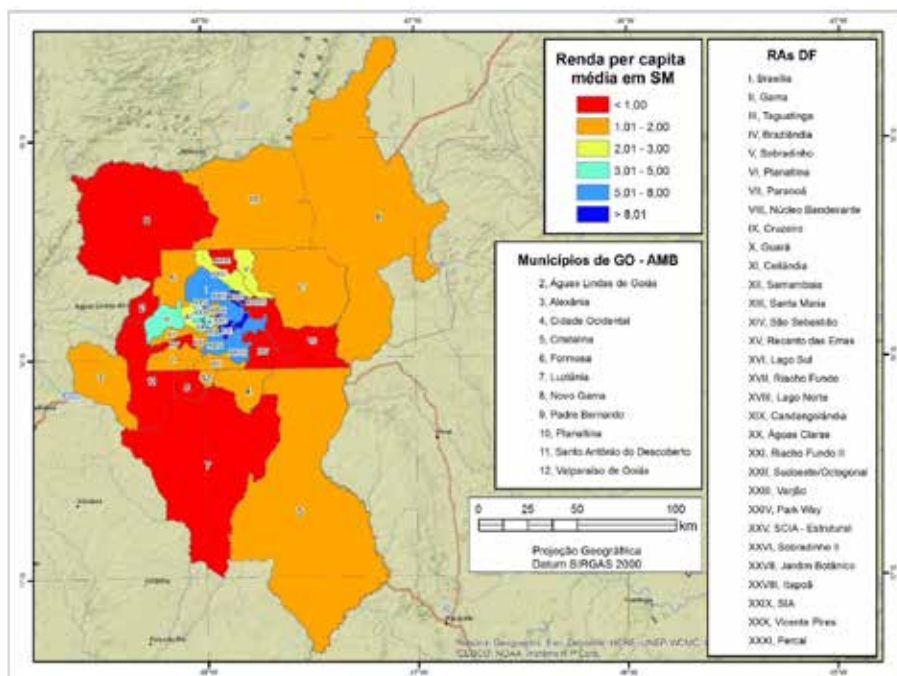 Renda per capita
média em SM
< 1,00
1.01 - 2.00
2.01 - 3,00
3.01 - 5,00
5.01 - 8,00
> 8,01
Municípios de GO - AMB
2, Águas Lindas de Goiás
3, Alexânia
4, Cidade Ocidental
5, Cristalina
6, Formosa
7, Luziânia
8, Novo Gama
9, Padre Bernardo
10, Planaltina
11, Santo Antônio do Descoberto
12, Valparaíso de Goiás
0 25 50 100
km
Projeção Geográfica
Datum SIRGAS 2000
RAs DF
I, Brasília
II, Gama
III, Taguatinga
IV, Brazlândia
V, Sobradinho
VI, Planaltina
VII, Paranoá
VIII, Núcleo Bandeirante
IX, Cruzeiro
X, Guará
XI, Ceilândia
XII, Samambaia
XIII, Santa Maria
XIV, São Sebastião
XV, Recanto das Emas
XVI, Lago Sul
XVII, Riacho Fundo
XVIII, Lago Norte
XIX, Candangolândia
XX, Águas Claras
XXI, Riacho Fundo II
XXII, Sudoeste/Octogonal
XXIII, Varjão
XXIV, Park Way
XXV, SCIA - Estrutural
XXVI, Sobradinho II
XXVII, Jardim Botânico
XXVIII, Itapoã
XXIX, SIA
XXX, Vicente Pires
XXXI, Fercal